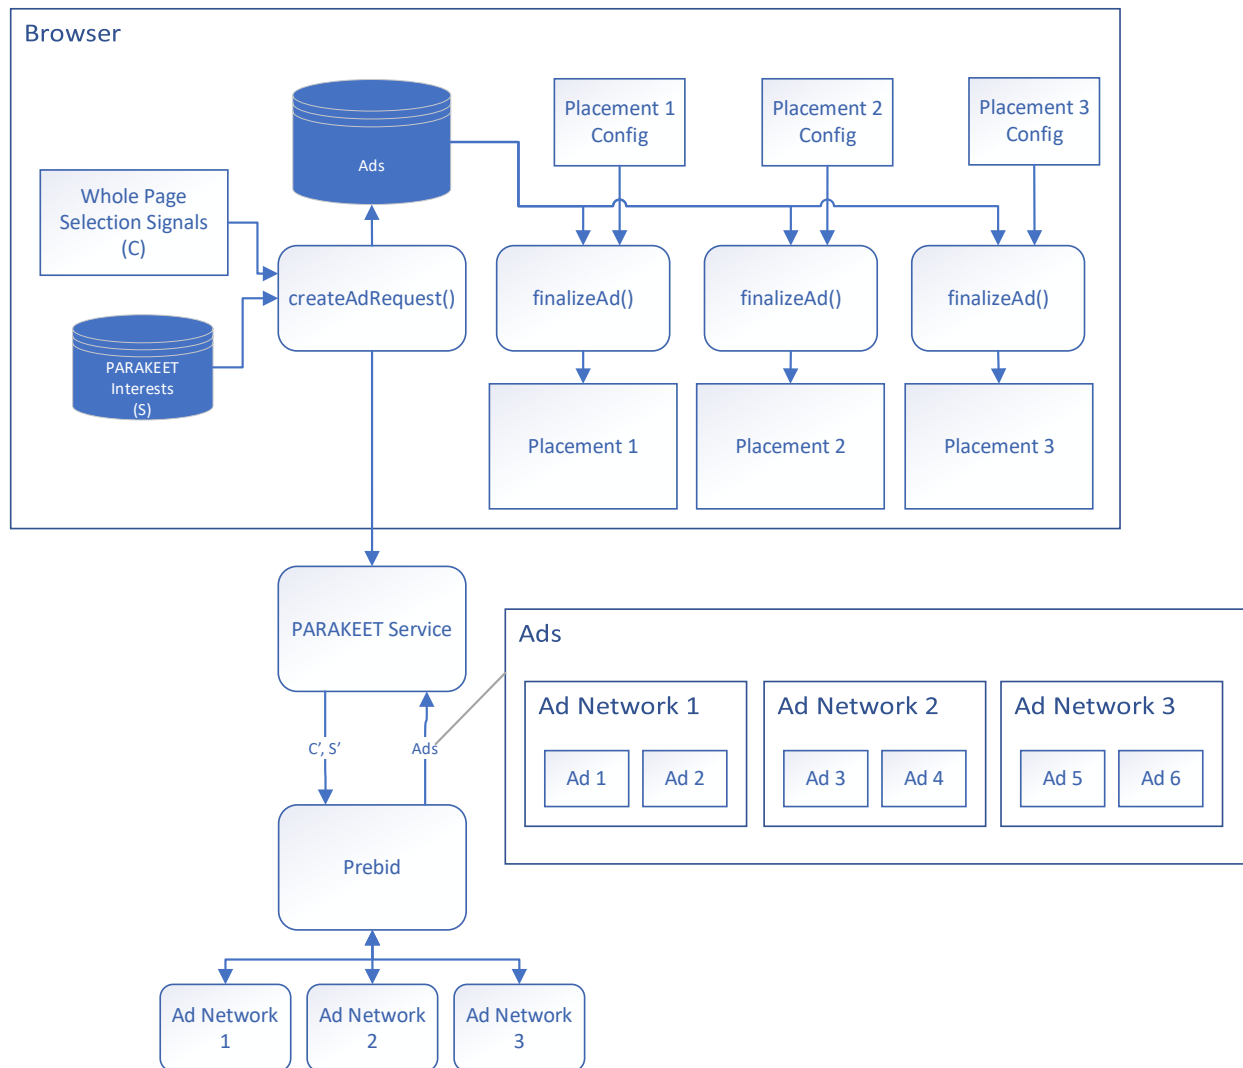 Browser
Ads
Placement 1
Config
Placement 2
Config
Placement 3
Config
Whole Page
Selection Signals
(C)
createAdRequest()
finalizeAd()
finalizeAd()
finalizeAd()
PARAKEET
Interests
(S)
Placement 1
Placement 2
Placement 3
PARAKEET Service
C’, S’
Ads
Ads
Ad Network 1
Ad 1
Ad 2
Ad Network 2
Ad 3
Ad 4
Ad Network 3
Ad 5
Ad 6
Prebid
Ad Network
1
Ad Network
2
Ad Network
3